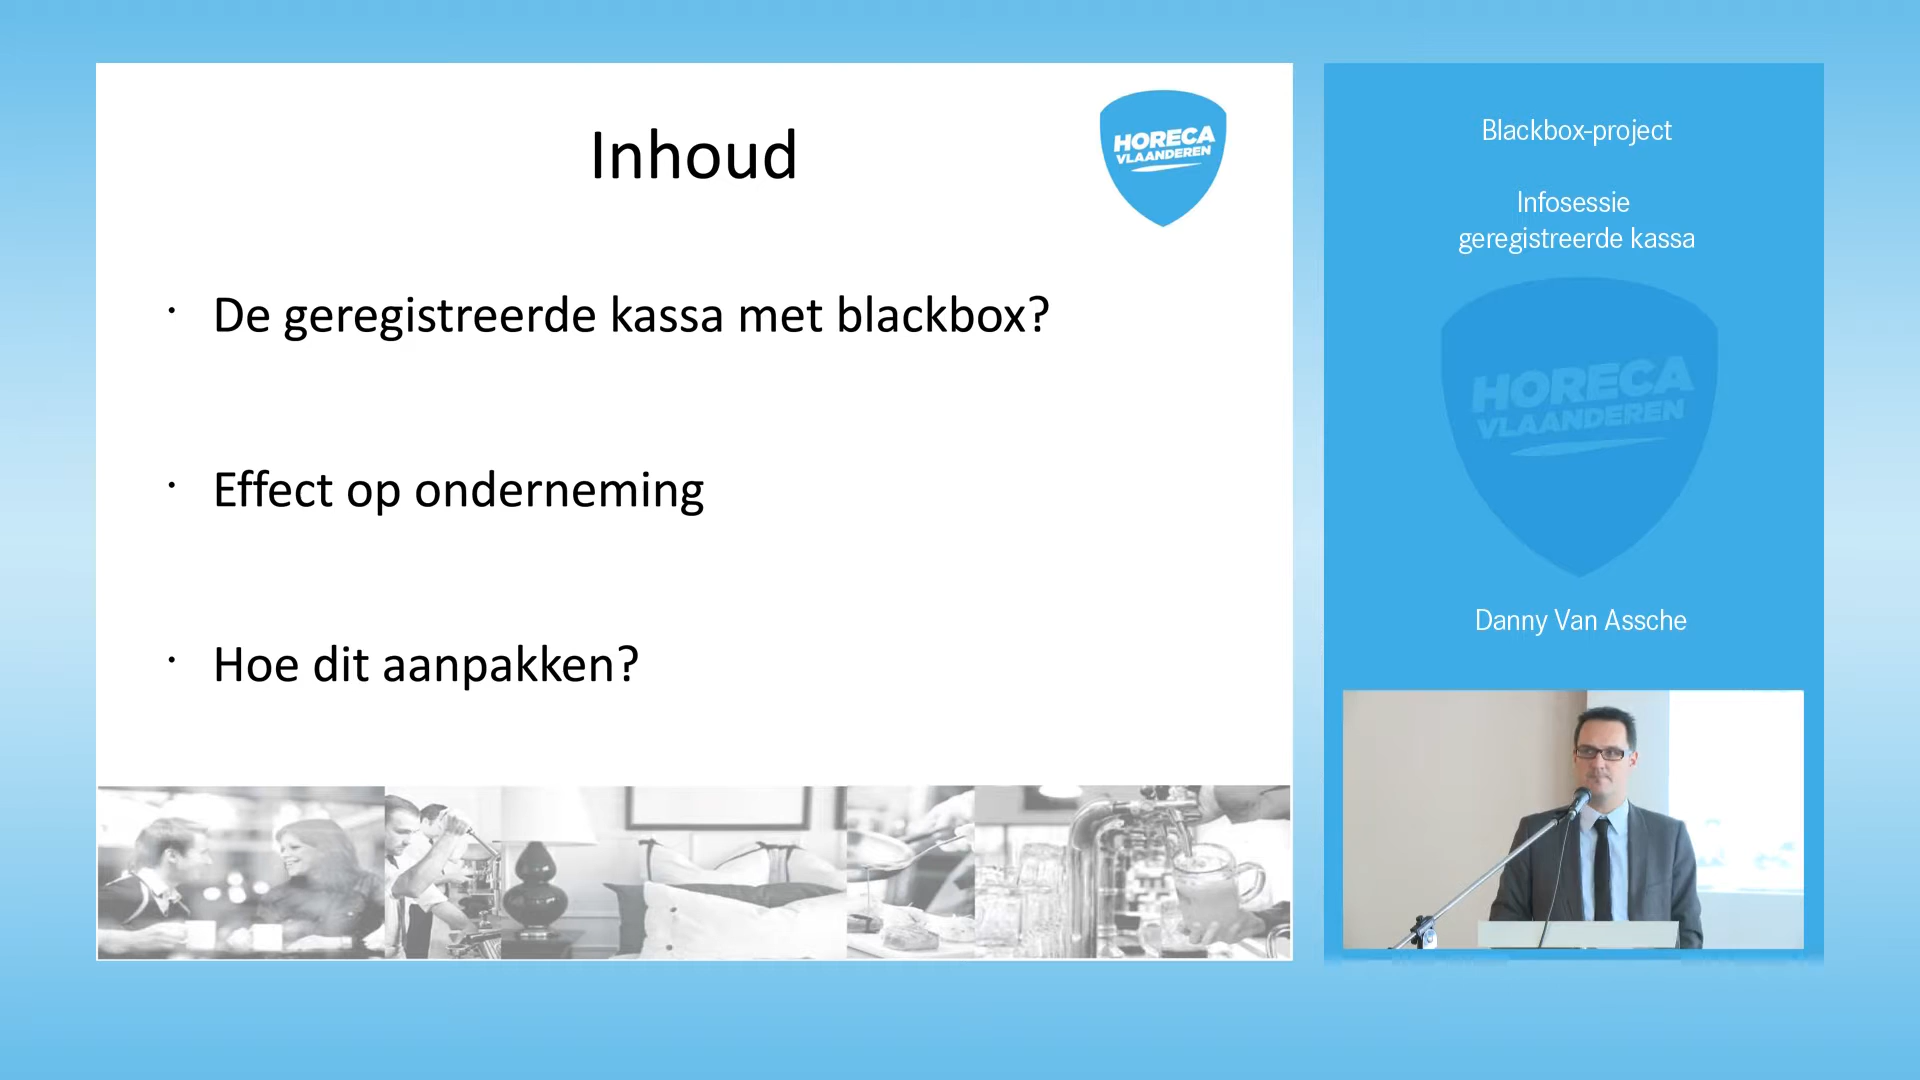 Inhoud
HORECA
VLAANDEREN
· De geregistreerde kassa met blackbox?
· Effect op onderneming
· Hoe dit aanpakken?
Blackbox-project
Infosessie
geregistreerde kassa
HORECA
VLAANDEREN
Danny Van Assche